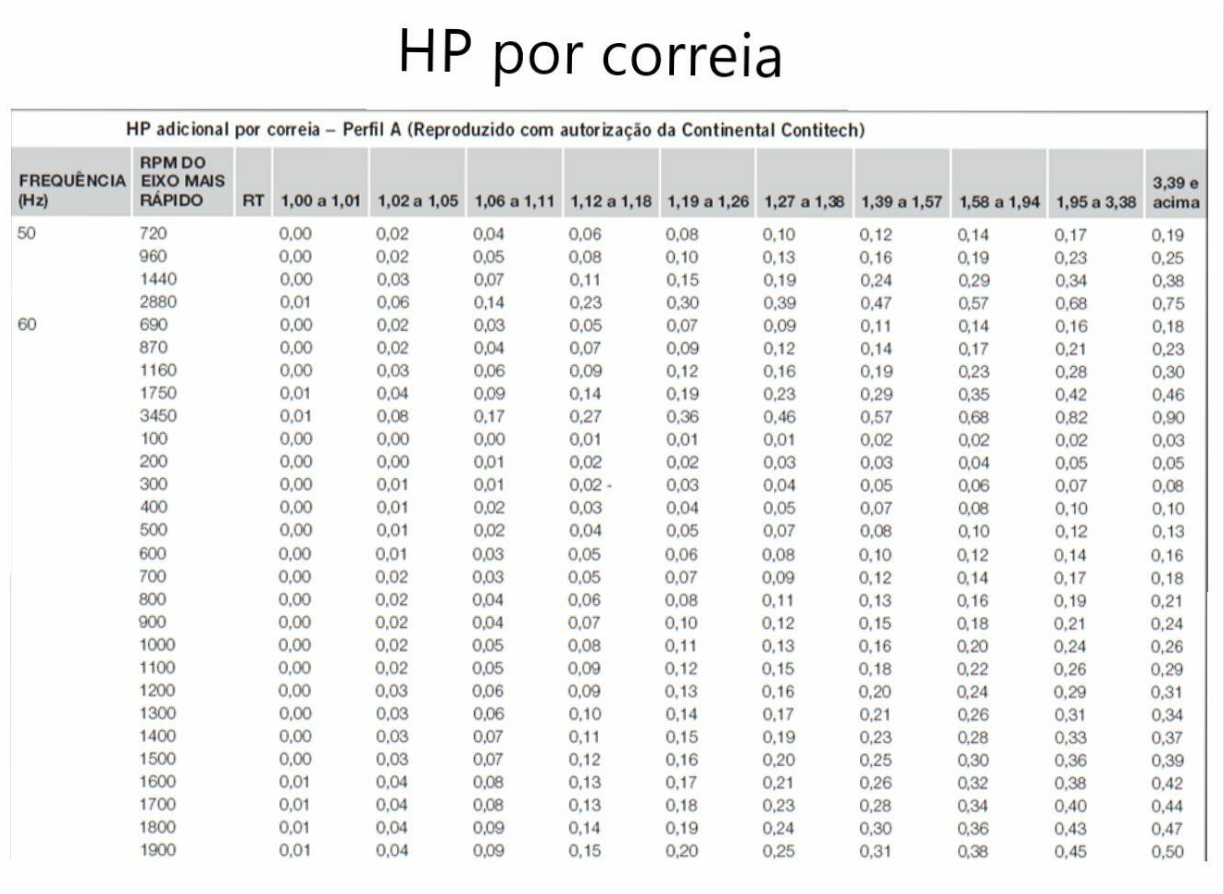 HP por correia
HP adicional por correia – Perfil A (Reproduzido com autorização da Continental Contitech)
FREQUÊNCIA (Hz) RPM DO EIXO MAIS RÁPIDO RT 1,00 a 1,01 1,02 a 1,05 1,06 a 1,11 1,12 a 1,18 1,19 a 1,26 1,27 a 1,38 1,39 a 1,57 1,58 a 1,94 1,95 a 3,38 3,39 e acima
50 720 0,00 0,02 0,04 0,06 0,08 0,10 0,12 0,14 0,17 0,19
960 0,00 0,02 0,05 0,08 0,10 0,13 0,16 0,19 0,23 0,25
1440 0,00 0,03 0,07 0,11 0,15 0,19 0,24 0,29 0,34 0,38
2880 0,01 0,06 0,14 0,23 0,30 0,39 0,47 0,57 0,68 0,75
60 690 0,00 0,02 0,03 0,05 0,07 0,09 0,11 0,14 0,16 0,18
870 0,00 0,02 0,04 0,07 0,09 0,12 0,14 0,17 0,21 0,23
1160 0,00 0,03 0,06 0,09 0,12 0,16 0,19 0,23 0,28 0,30
1750 0,01 0,04 0,09 0,14 0,19 0,23 0,29 0,35 0,42 0,46
3450 0,01 0,08 0,17 0,27 0,36 0,46 0,57 0,68 0,82 0,90
100 0,00 0,00 0,00 0,01 0,01 0,01 0,02 0,02 0,02 0,03
200 0,00 0,00 0,01 0,02 0,02 0,03 0,03 0,04 0,05 0,05
300 0,00 0,01 0,01 0,02 - 0,03 0,04 0,05 0,06 0,07 0,08
400 0,00 0,01 0,02 0,03 0,04 0,05 0,07 0,08 0,10 0,10
500 0,00 0,01 0,02 0,04 0,05 0,07 0,08 0,10 0,12 0,13
600 0,00 0,01 0,03 0,05 0,06 0,08 0,10 0,12 0,14 0,16
700 0,00 0,02 0,03 0,05 0,07 0,09 0,12 0,14 0,17 0,18
800 0,00 0,02 0,04 0,06 0,08 0,11 0,13 0,16 0,19 0,21
900 0,00 0,02 0,04 0,07 0,10 0,12 0,15 0,18 0,21 0,24
1000 0,00 0,02 0,05 0,08 0,11 0,13 0,16 0,20 0,24 0,26
1100 0,00 0,02 0,05 0,09 0,12 0,15 0,18 0,22 0,26 0,29
1200 0,00 0,03 0,06 0,09 0,13 0,16 0,20 0,24 0,29 0,31
1300 0,00 0,03 0,06 0,10 0,14 0,17 0,21 0,26 0,31 0,34
1400 0,00 0,03 0,07 0,11 0,15 0,19 0,23 0,28 0,33 0,37
1500 0,00 0,03 0,07 0,12 0,16 0,20 0,25 0,30 0,36 0,39
1600 0,01 0,04 0,08 0,13 0,17 0,21 0,26 0,32 0,38 0,42
1700 0,01 0,04 0,08 0,13 0,18 0,23 0,28 0,34 0,40 0,44
1800 0,01 0,04 0,09 0,14 0,19 0,24 0,30 0,36 0,43 0,47
1900 0,01 0,04 0,09 0,15 0,20 0,25 0,31 0,38 0,45 0,50